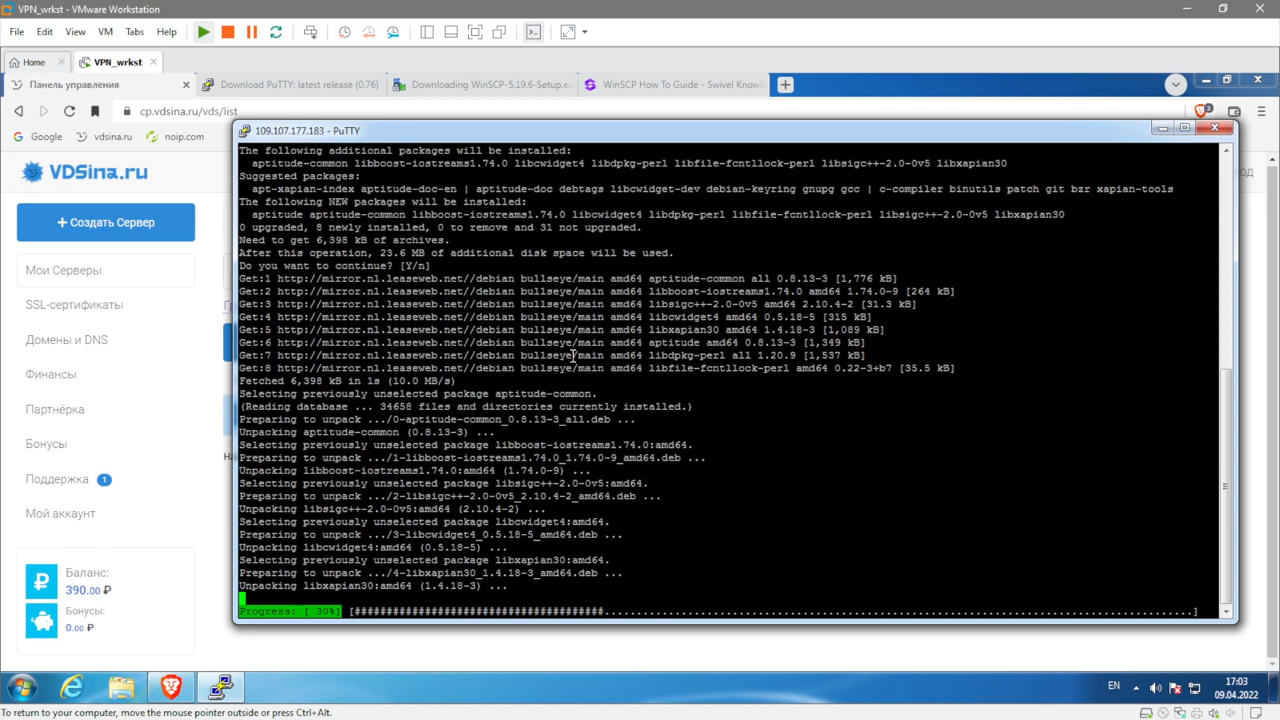 VPN_wrkst - VMware Workstation
File Edit View VM Tabs Help
Home VPN_wrkst
Панель управления Download PuTTY: latest release (0.76) Downloading WinSCP-5.19.6-Setup.ex WinSCP How To Guide - Swivel Knowl
cp.vdsina.ru/vds/list 2
Google vdsina.ru noip.com
109.107.177.183 - PuTTY
VDSina.ru
+ Создать Сервер
Мои Серверы
SSL-сертификаты
Домены и DNS
Финансы
Партнёрка
Бонусы
Поддержка 1
Мой аккаунт
Баланс:
390.00 ₽
Бонусы:
0.00 ₽
The following additional packages will be installed:
aptitude-common libboost-iostreams1.74.0 libcwidget4 libdpkg-perl libfile-fcntllock-perl libsigc++-2.0-0v5 libxapian30
Suggested packages:
apt-xapian-index aptitude-doc-en | aptitude-doc debtags libcwidget-dev debian-keyring gnupg gcc | c-compiler binutils patch git bzr xapian-tools
The following NEW packages will be installed:
aptitude aptitude-common libboost-iostreams1.74.0 libcwidget4 libdpkg-perl libfile-fcntllock-perl libsigc++-2.0-0v5 libxapian30
0 upgraded, 8 newly installed, 0 to remove and 31 not upgraded.
Need to get 6,398 kB of archives.
After this operation, 23.6 MB of additional disk space will be used.
Do you want to continue? [Y/n]
Get:1 http://mirror.nl.leaseweb.net//debian bullseye/main amd64 aptitude-common all 0.8.13-3 [1,776 kB]
Get:2 http://mirror.nl.leaseweb.net//debian bullseye/main amd64 libboost-iostreams1.74.0 amd64 1.74.0-9 [264 kB]
Get:3 http://mirror.nl.leaseweb.net//debian bullseye/main amd64 libsigc++-2.0-0v5 amd64 2.10.4-2 [31.3 kB]
Get:4 http://mirror.nl.leaseweb.net//debian bullseye/main amd64 libcwidget4 amd64 0.5.18-5 [315 kB]
Get:5 http://mirror.nl.leaseweb.net//debian bullseye/main amd64 libxapian30 amd64 1.4.18-3 [1,089 kB]
Get:6 http://mirror.nl.leaseweb.net//debian bullseye/main amd64 aptitude amd64 0.8.13-3 [1,349 kB]
Get:7 http://mirror.nl.leaseweb.net//debian bullseye/main amd64 libdpkg-perl all 1.20.9 [1,537 kB]
Get:8 http://mirror.nl.leaseweb.net//debian bullseye/main amd64 libfile-fcntllock-perl amd64 0.22-3+b7 [35.5 kB]
Fetched 6,398 kB in 1s (10.0 MB/s)
Selecting previously unselected package aptitude-common.
(Reading database ... 34658 files and directories currently installed.)
Preparing to unpack .../0-aptitude-common_0.8.13-3_all.deb ...
Unpacking aptitude-common (0.8.13-3) ...
Selecting previously unselected package libboost-iostreams1.74.0:amd64.
Preparing to unpack .../1-libboost-iostreams1.74.0_1.74.0-9_amd64.deb ...
Unpacking libboost-iostreams1.74.0:amd64 (1.74.0-9) ...
Selecting previously unselected package libsigc++-2.0-0v5:amd64.
Preparing to unpack .../2-libsigc++-2.0-0v5_2.10.4-2_amd64.deb ...
Unpacking libsigc++-2.0-0v5:amd64 (2.10.4-2) ...
Selecting previously unselected package libcwidget4:amd64.
Preparing to unpack .../3-libcwidget4_0.5.18-5_amd64.deb ...
Unpacking libcwidget4:amd64 (0.5.18-5) ...
Selecting previously unselected package libxapian30:amd64.
Preparing to unpack .../4-libxapian30_1.4.18-3_amd64.deb ...
Unpacking libxapian30:amd64 (1.4.18-3) ...
Progress: [ 30%]
EN 17:03
09.04.2022
To return to your computer, move the mouse pointer outside or press Ctrl+Alt.